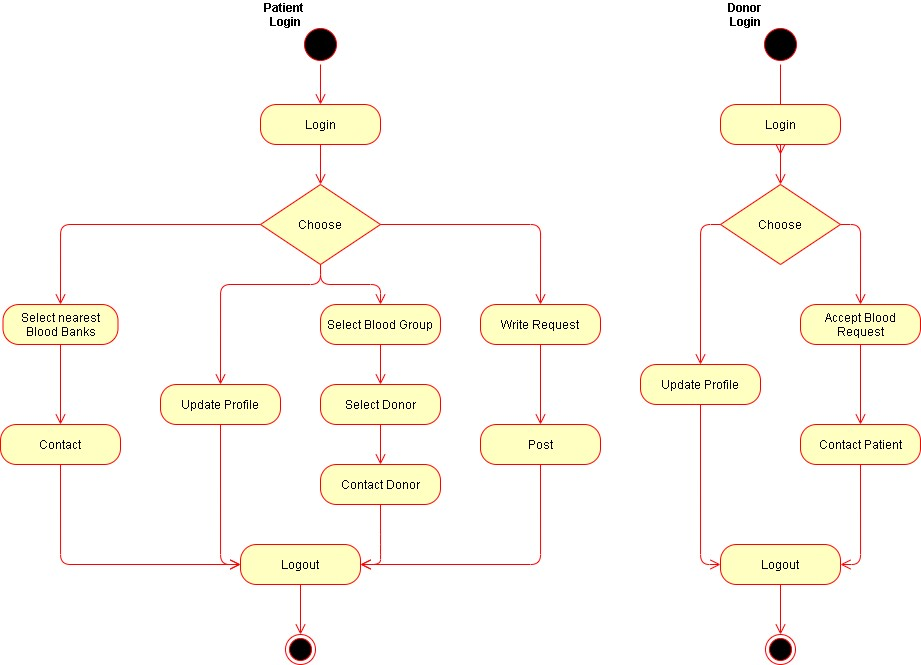 Patient
Login
Login
Choose
Select nearest
Blood Banks
Select Blood Group
Write Request
Update Profile
Select Donor
Contact
Post
Contact Donor
Logout
Donor
Login
Login
Choose
Accept Blood
Request
Update Profile
Contact Patient
Logout